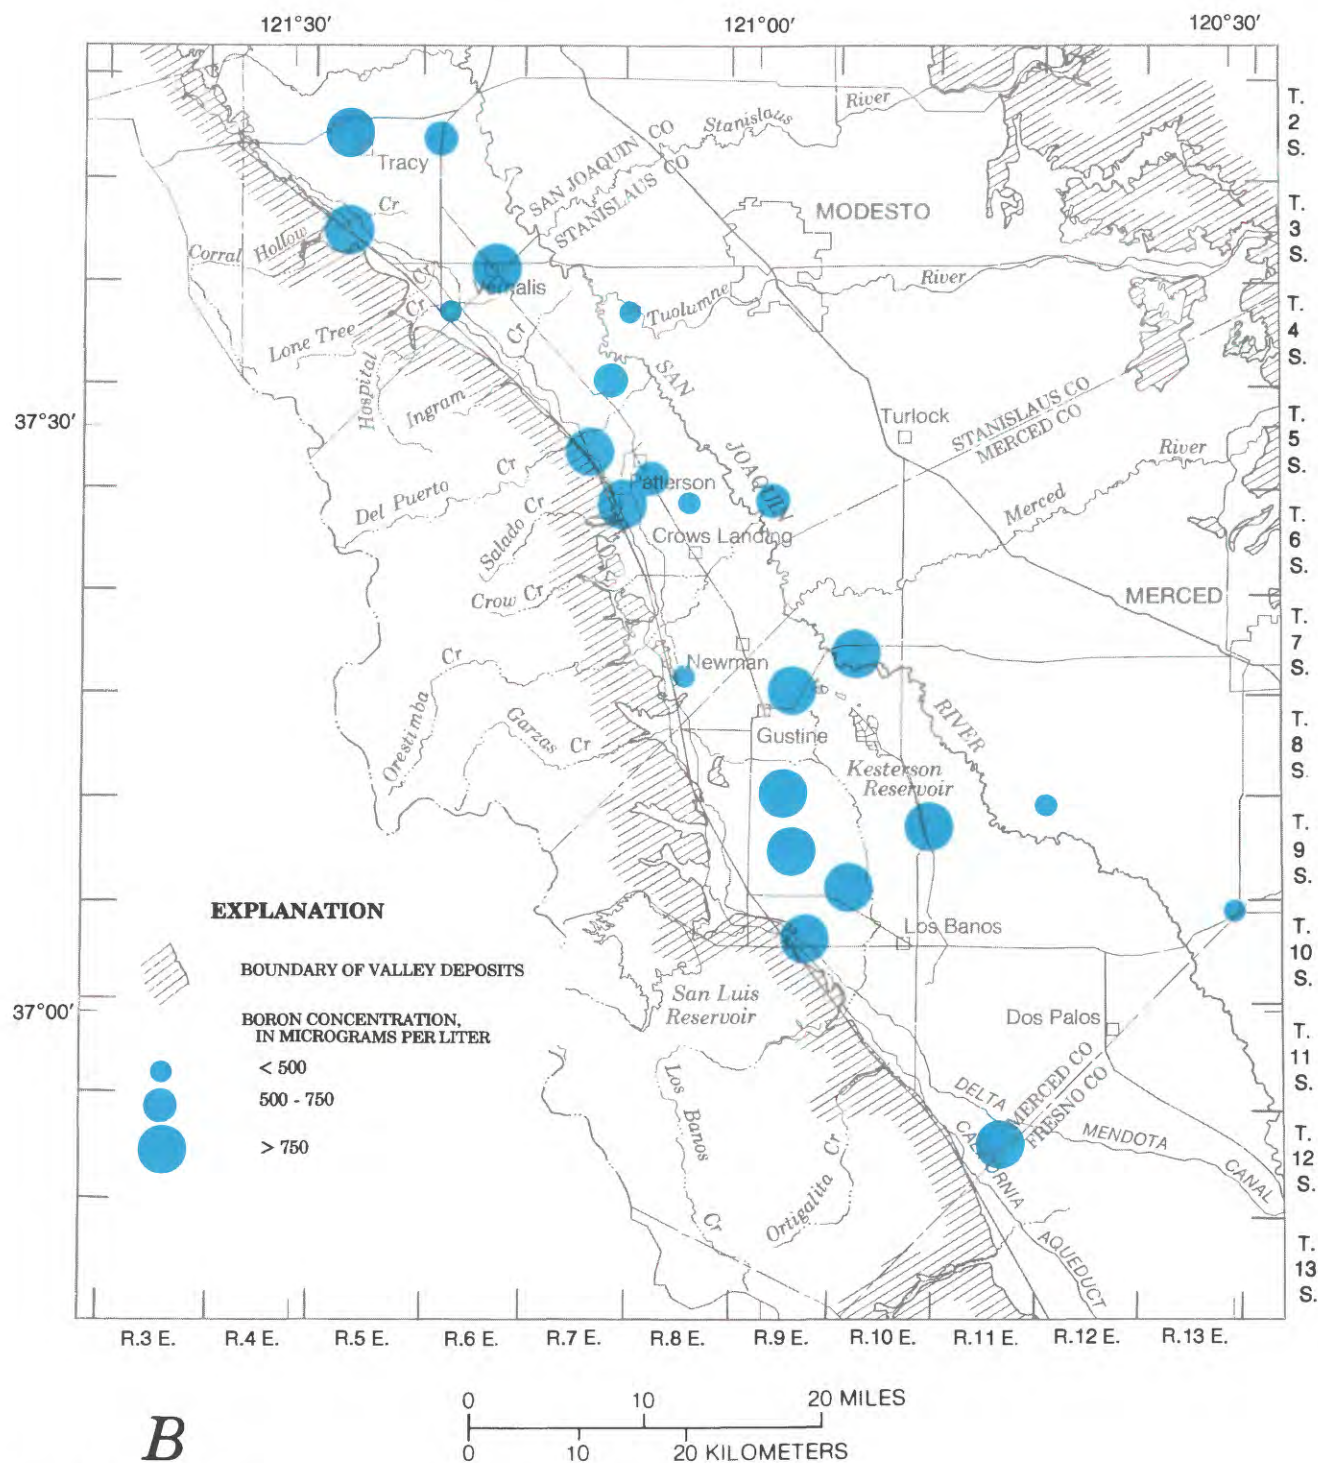 121°30′ 121°00′ 120°30′
T. 2 S.
River
Stanislaus
SAN JOAQUIN CO
STANISLAUS CO
Tracy
T. 3 S.
Cr
MODESTO
Corral Hollow
River
Vernalis
Tuolumne
T. 4 S.
Cr
Cr
Cr
Lone Tree
Hospital
Ingram
SAN
37°30′
Turlock
STANISLAUS CO
MERCED CO
T. 5 S.
JOAQUIN
River
Patterson
Del Puerto Cr
Merced
Salado Cr
Crows Landing
T. 6 S.
Crow Cr
MERCED
T. 7 S.
Newman
Orestimba Cr
RIVER
Garzas Cr
Gustine
T. 8 S.
Kesterson
Reservoir
T. 9 S.
EXPLANATION
Los Banos
T. 10 S.
BOUNDARY OF VALLEY DEPOSITS
San Luis
Reservoir
37°00′
Dos Palos
BORON CONCENTRATION,
IN MICROGRAMS PER LITER
T. 11 S.
< 500
500 - 750
> 750
Los Banos Cr
DELTA
MERCED CO
FRESNO CO
MENDOTA
CANAL
T. 12 S.
CALIFORNIA
AQUEDUCT
Ortigalita Cr
T. 13 S.
R.3 E. R.4 E. R.5 E. R.6 E. R.7 E. R.8 E. R.9 E. R.10 E. R.11 E. R.12 E. R.13 E.
B
0 10 20 MILES
0 10 20 KILOMETERS